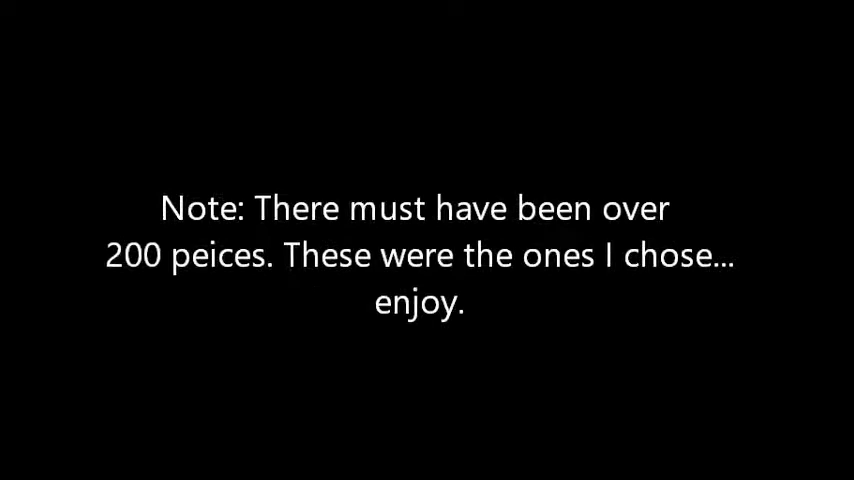 Note: There must have been over
200 peices. These were the ones I chose...
enjoy.